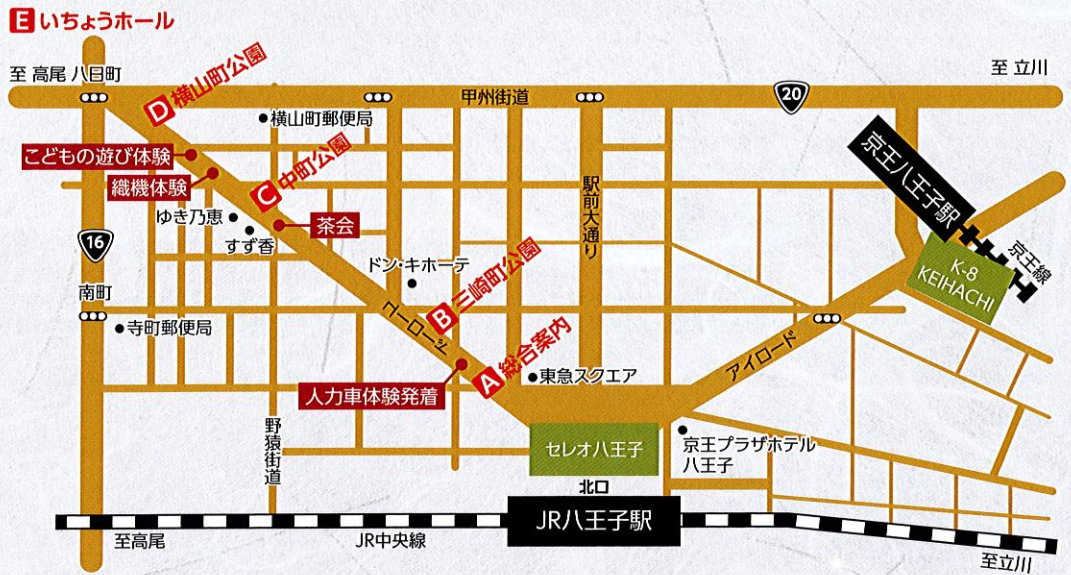 E いちょうホール
至 高尾 八日町
至 立川
D 横山町公園
甲州街道
20
横山町郵便局
こどもの遊び体験
織機体験
C 中町公園
京王八王子駅
駅前大通り
ゆき乃恵
すず香
茶会
16
京王線
K-8
KEIHACHI
ドン・キホーテ
南町
B 三崎町公園
寺町郵便局
ユーロード
アイロード
A 総合案内
東急スクエア
人力車体験発着
野猿街道
セレオ八王子
京王プラザホテル
八王子
北口
JR八王子駅
至高尾
JR中央線
至立川